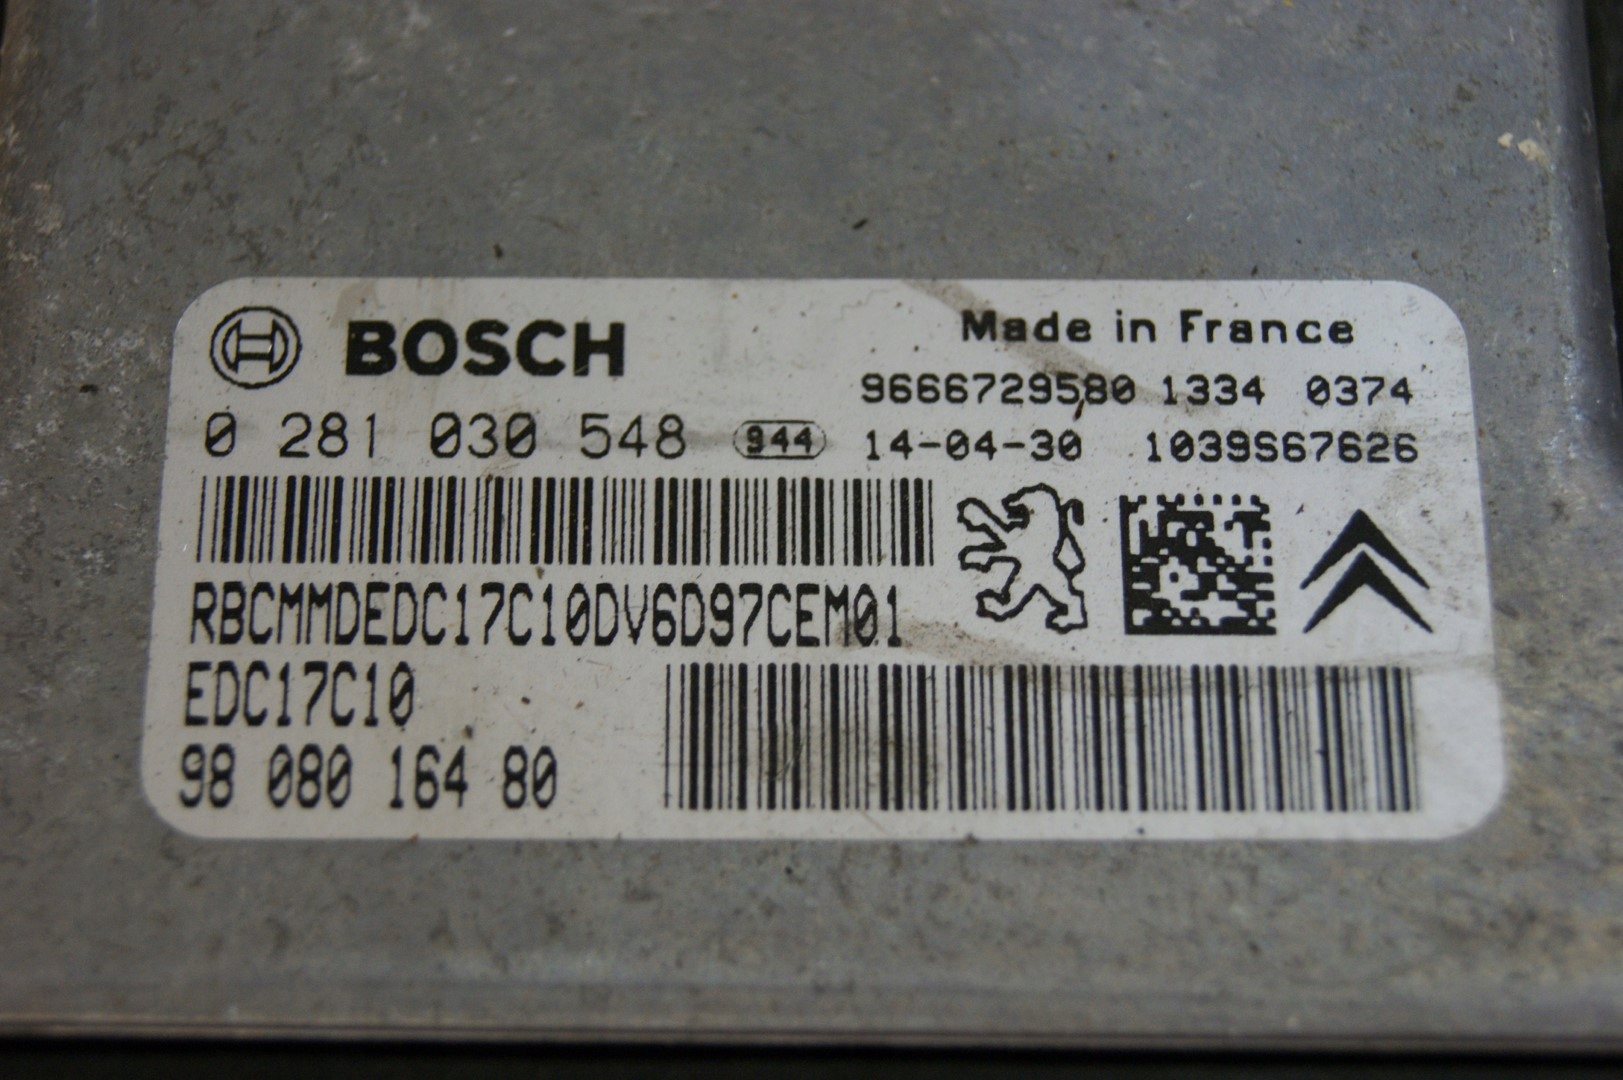 BOSCH
Made in France
9666729580 1334 0374
0 281 030 548 944 14-04-30 1039S67626
RBCMMDEDC17C10DV6D97CEM01
EDC17C10
98 080 164 80